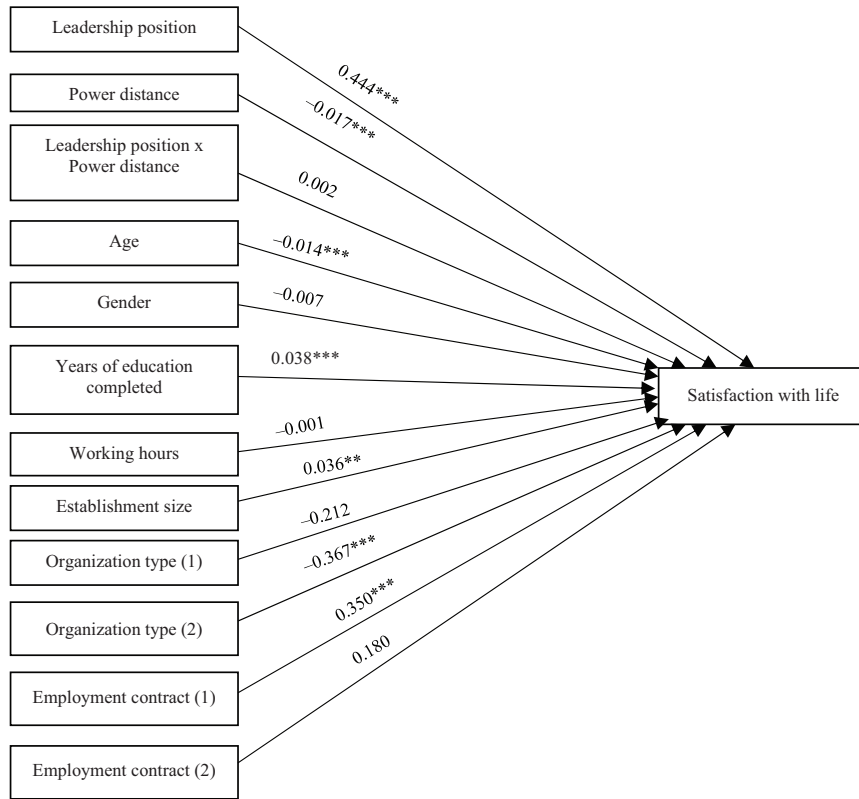 Leadership position
0.444***
Power distance
–0.017***
Leadership position x
Power distance
0.002
Age
–0.014***
Gender
–0.007
Years of education
completed
0.038***
Satisfaction with life
Working hours
–0.001
Establishment size
0.036**
Organization type (1)
–0.212
Organization type (2)
–0.367***
Employment contract (1)
0.350***
Employment contract (2)
0.180